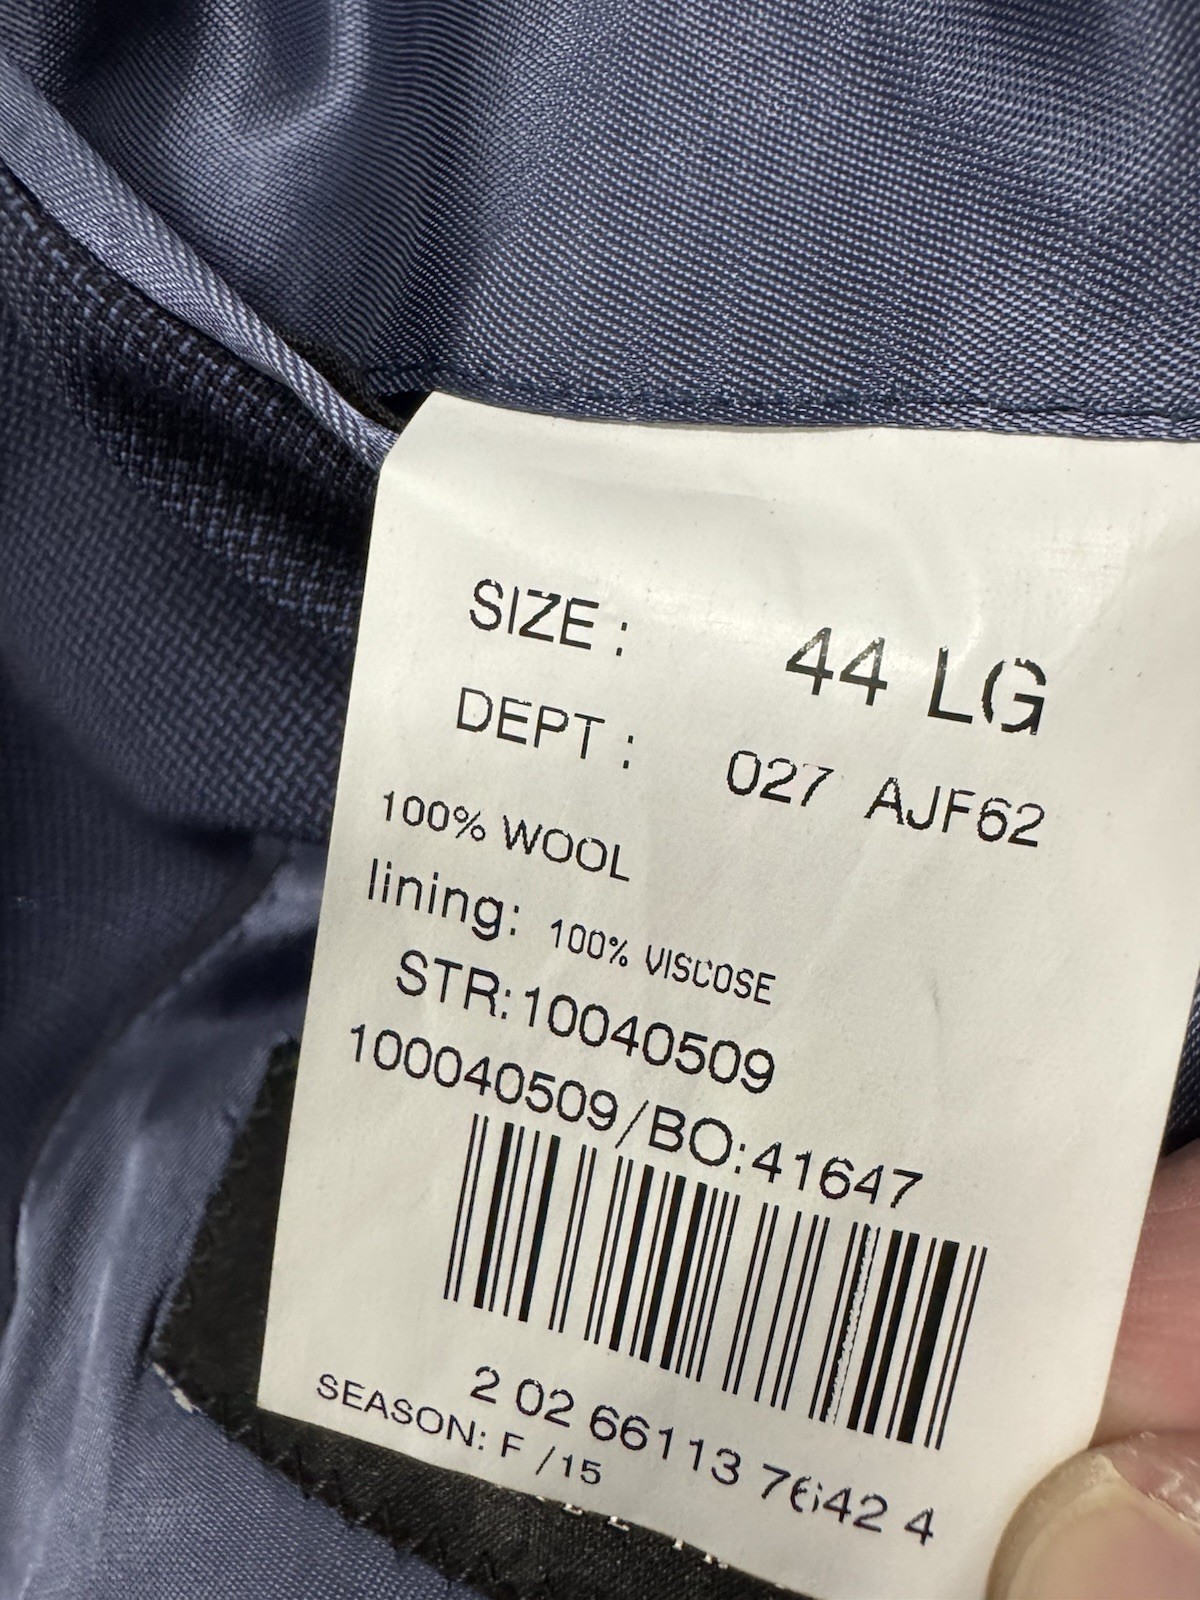 SIZE : 44 LG
DEPT : 027 AJF62
100% WOOL
lining: 100% VISCOSE
STR:10040509
100040509/BO:41647
2 02 66113 7642 4
SEASON: F /15